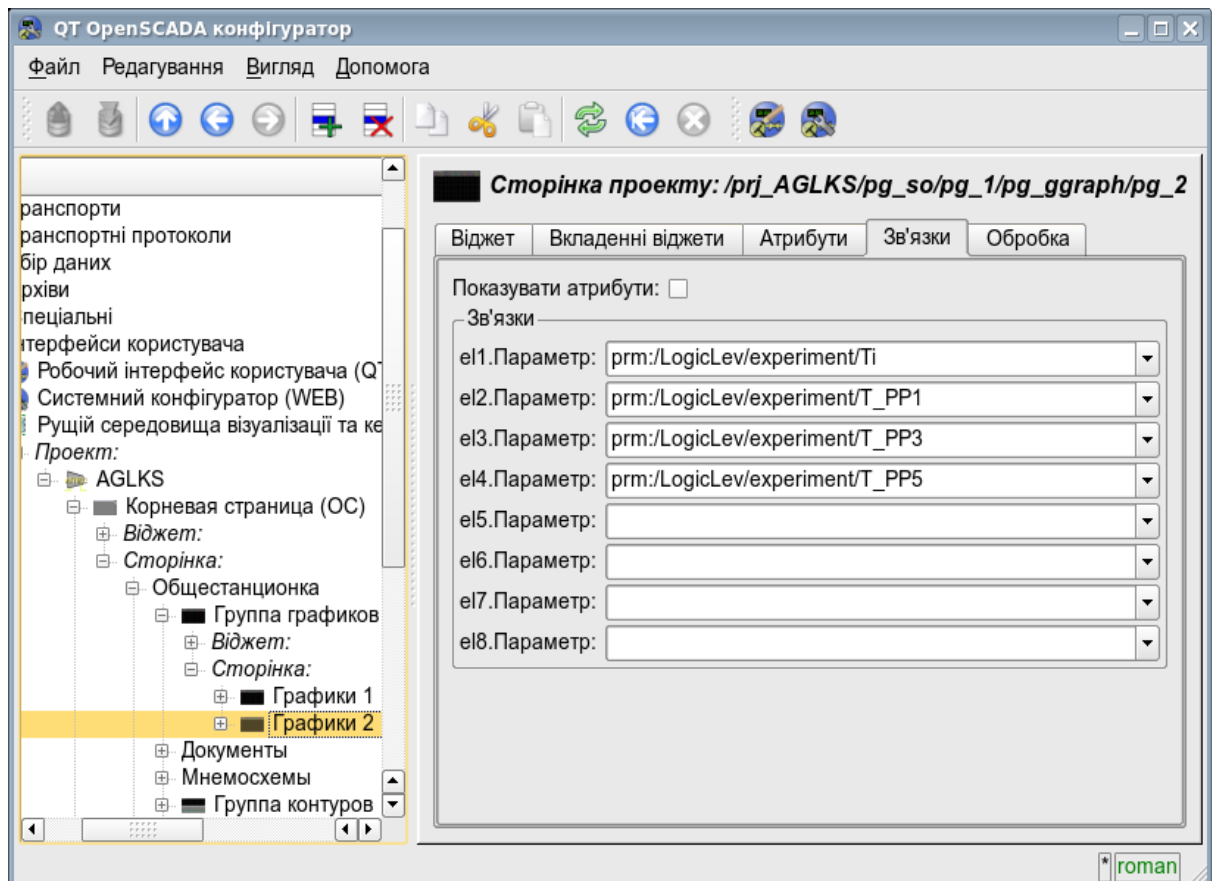 QT OpenSCADA конфігуратор
Файл Редагування Вигляд Допомога
ранспорти
ранспортні протоколи
бір даних
рхіви
пеціальні
нтерфейси користувача
Робочий інтерфейс користувача (QT
Системний конфігуратор (WEB)
Рущій середовища візуалізації та ке
Проект:
AGLKS
Корневая страница (ОС)
Віджет:
Сторінка:
Общестанционка
Группа графиков
Віджет:
Сторінка:
Графики 1
Графики 2
Документы
Мнемосхемы
Группа контуров
Сторінка проекту: /prj_AGLKS/pg_so/pg_1/pg_ggraph/pg_2
Віджет Вкладенні віджети Атрибути Зв'язки Обробка
Показувати атрибути:
Зв'язки
el1.Параметр: prm:/LogicLev/experiment/Ti
el2.Параметр: prm:/LogicLev/experiment/T_PP1
el3.Параметр: prm:/LogicLev/experiment/T_PP3
el4.Параметр: prm:/LogicLev/experiment/T_PP5
el5.Параметр:
el6.Параметр:
el7.Параметр:
el8.Параметр:
* roman